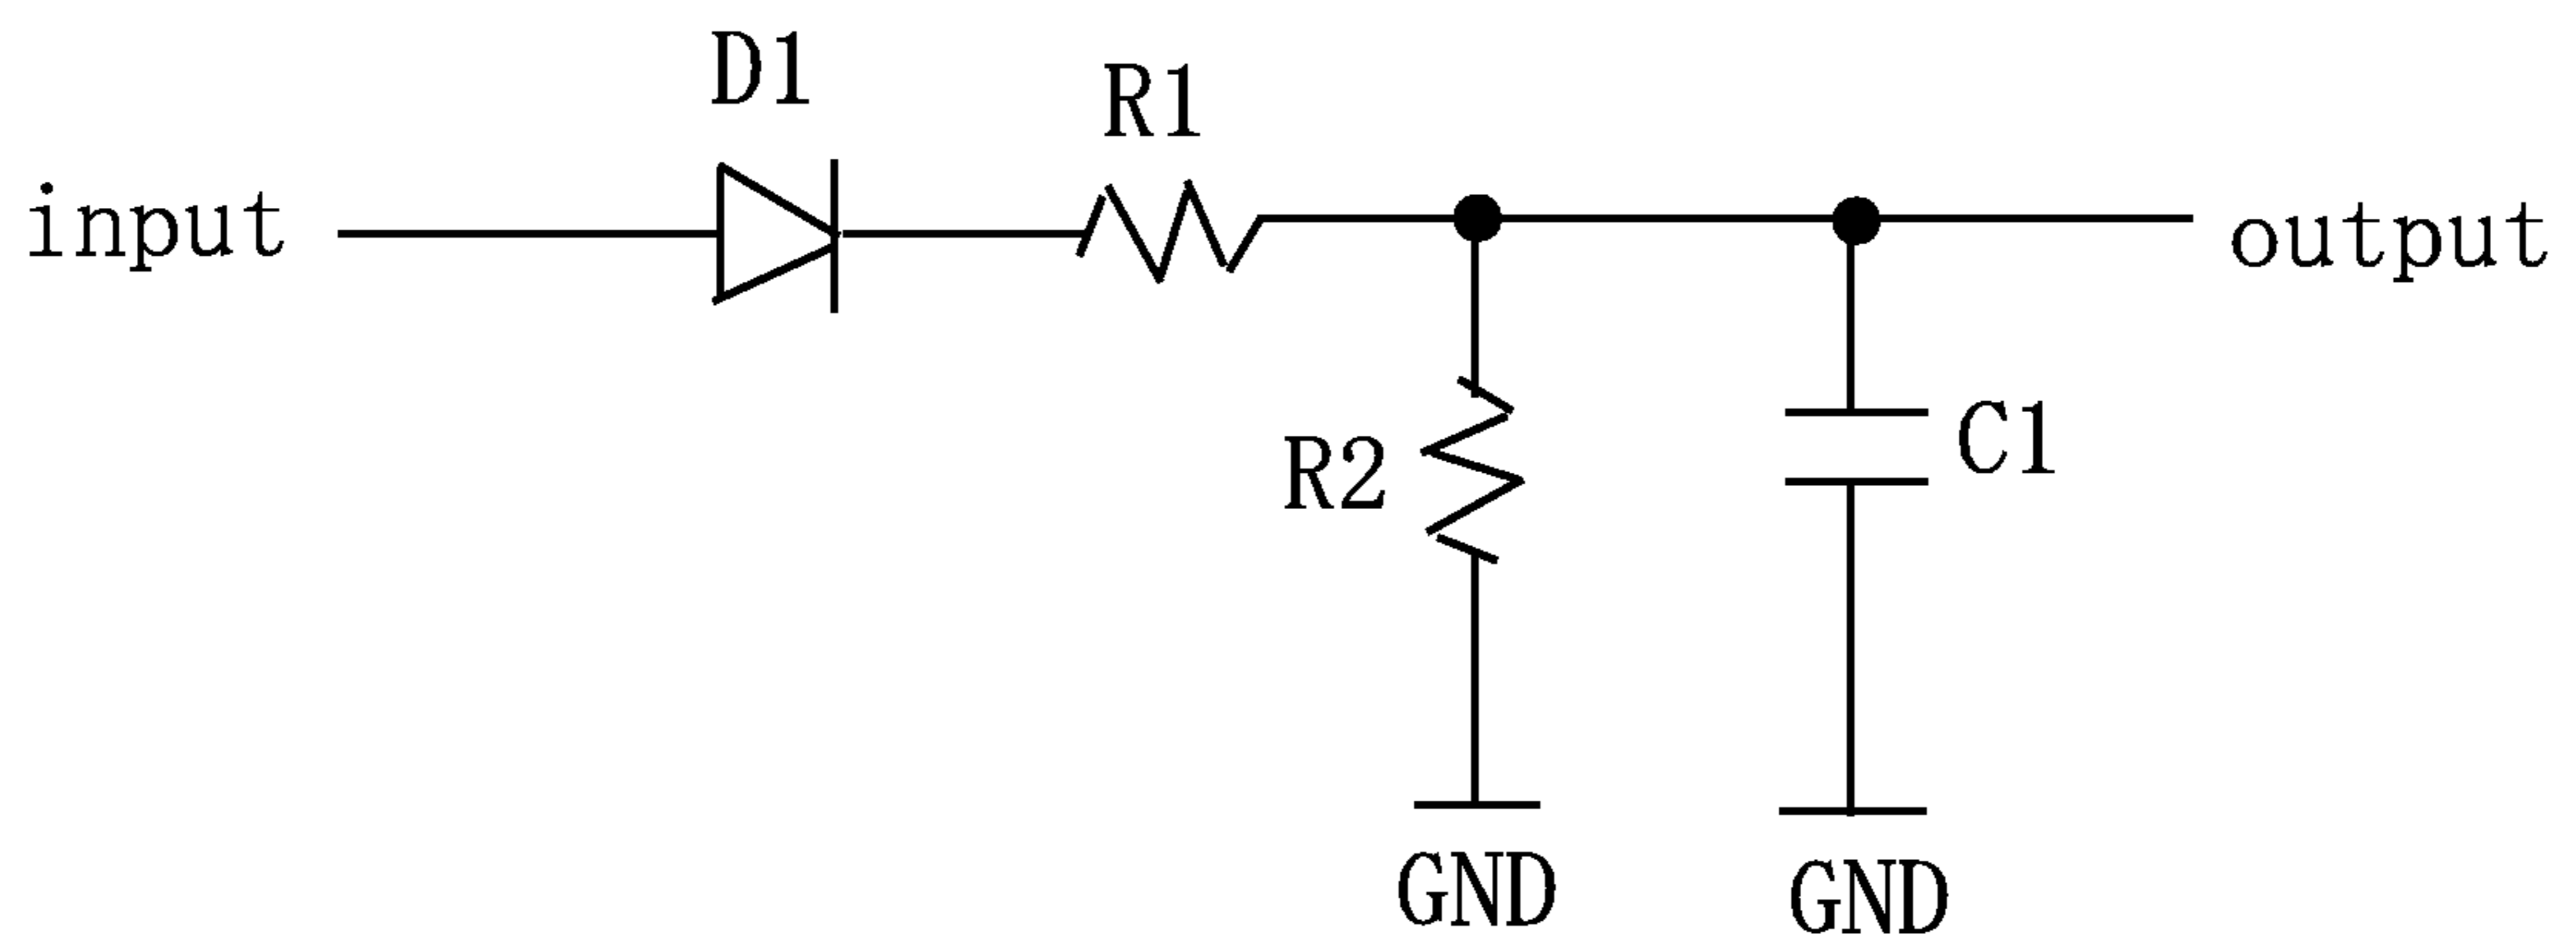 D1
R1
input
output
R2
C1
GND
GND